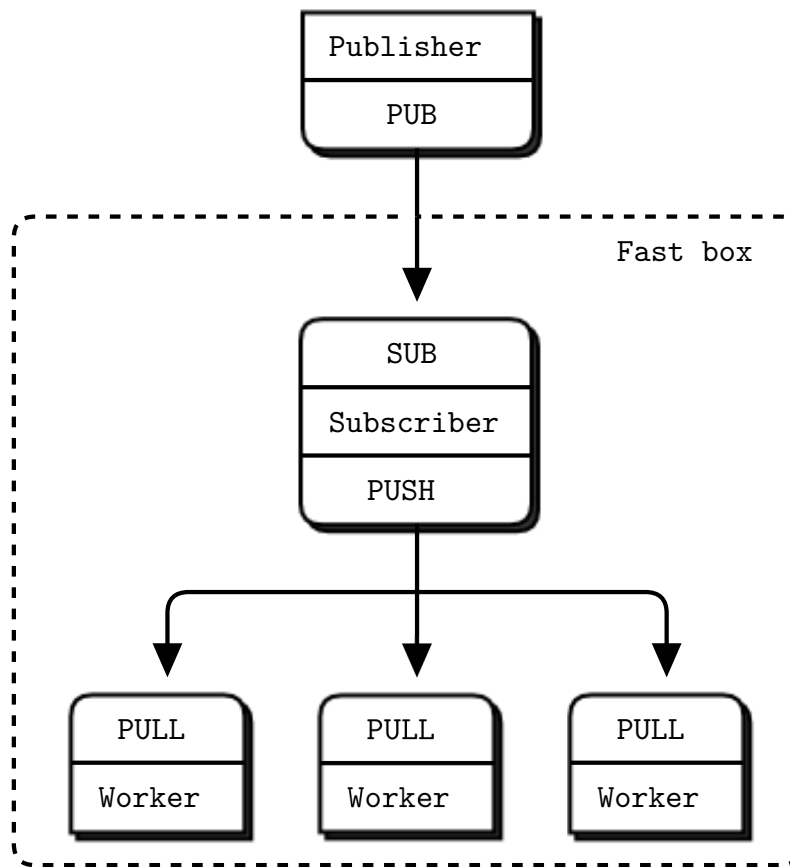 Publisher
PUB
Fast box
SUB
Subscriber
PUSH
PULL PULL PULL
Worker Worker Worker